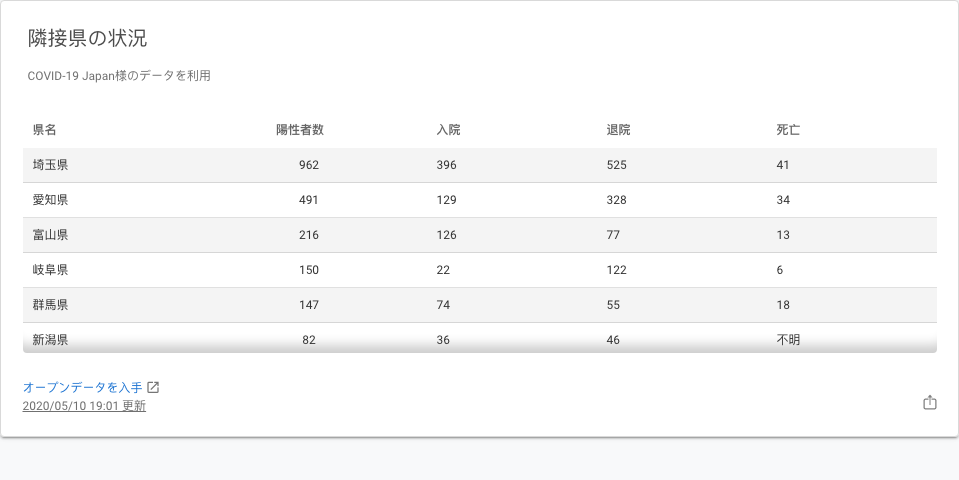 隣接県の状況
COVID-19 Japan様のデータを利用
県名 陽性者数 入院 退院 死亡
埼玉県 962 396 525 41
愛知県 491 129 328 34
富山県 216 126 77 13
岐阜県 150 22 122 6
群馬県 147 74 55 18
新潟県 82 36 46 不明
オープンデータを入手
2020/05/10 19:01 更新